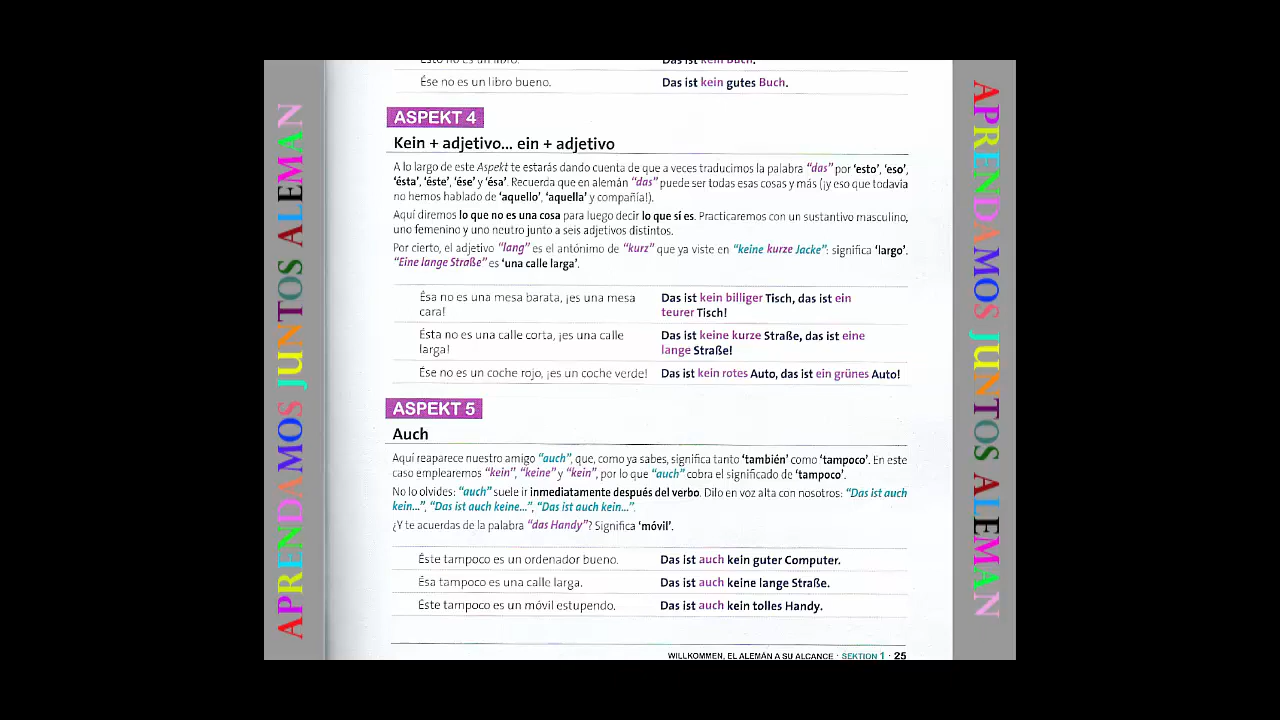 APRENDAMOS JUNTOS ALEMÁN
Esto no es un libro.
Das ist kein Buch.
Ése no es un libro bueno.
Das ist kein gutes Buch.
ASPEKT 4
Kein + adjetivo... ein + adjetivo
A lo largo de este Aspekt te estarás dando cuenta de que a veces traducimos la palabra “das” por ‘esto’, ‘eso’,
‘ésta’, ‘éste’, ‘ése’ y ‘ésa’. Recuerda que en alemán “das” puede ser todas esas cosas y más (¡y eso que todavía
no hemos hablado de ‘aquello’, ‘aquella’ y compañía!).
Aquí diremos lo que no es una cosa para luego decir lo que sí es. Practicaremos con un sustantivo masculino,
uno femenino y uno neutro junto a seis adjetivos distintos.
Por cierto, el adjetivo “lang” es el antónimo de “kurz” que ya viste en “keine kurze Jacke”: significa ‘largo’.
“Eine lange Straße” es ‘una calle larga’.
Ésa no es una mesa barata, ¡es una mesa
cara!
Das ist kein billiger Tisch, das ist ein
teurer Tisch!
Ésta no es una calle corta, ¡es una calle
larga!
Das ist keine kurze Straße, das ist eine
lange Straße!
Ése no es un coche rojo, ¡es un coche verde!
Das ist kein rotes Auto, das ist ein grünes Auto!
ASPEKT 5
Auch
Aquí reaparece nuestro amigo “auch”, que, como ya sabes, significa tanto ‘también’ como ‘tampoco’. En este
caso emplearemos “kein”, “keine” y “kein”, por lo que “auch” cobra el significado de ‘tampoco’.
No lo olvides: “auch” suele ir inmediatamente después del verbo. Dilo en voz alta con nosotros: “Das ist auch
kein...”, “Das ist auch keine...”, “Das ist auch kein...”.
¿Y te acuerdas de la palabra “das Handy”? Significa ‘móvil’.
Éste tampoco es un ordenador bueno.
Das ist auch kein guter Computer.
Ésa tampoco es una calle larga.
Das ist auch keine lange Straße.
Éste tampoco es un móvil estupendo.
Das ist auch kein tolles Handy.
WILLKOMMEN, EL ALEMÁN A SU ALCANCE · SEKTION 1 · 25
APRENDAMOS JUNTOS ALEMÁN